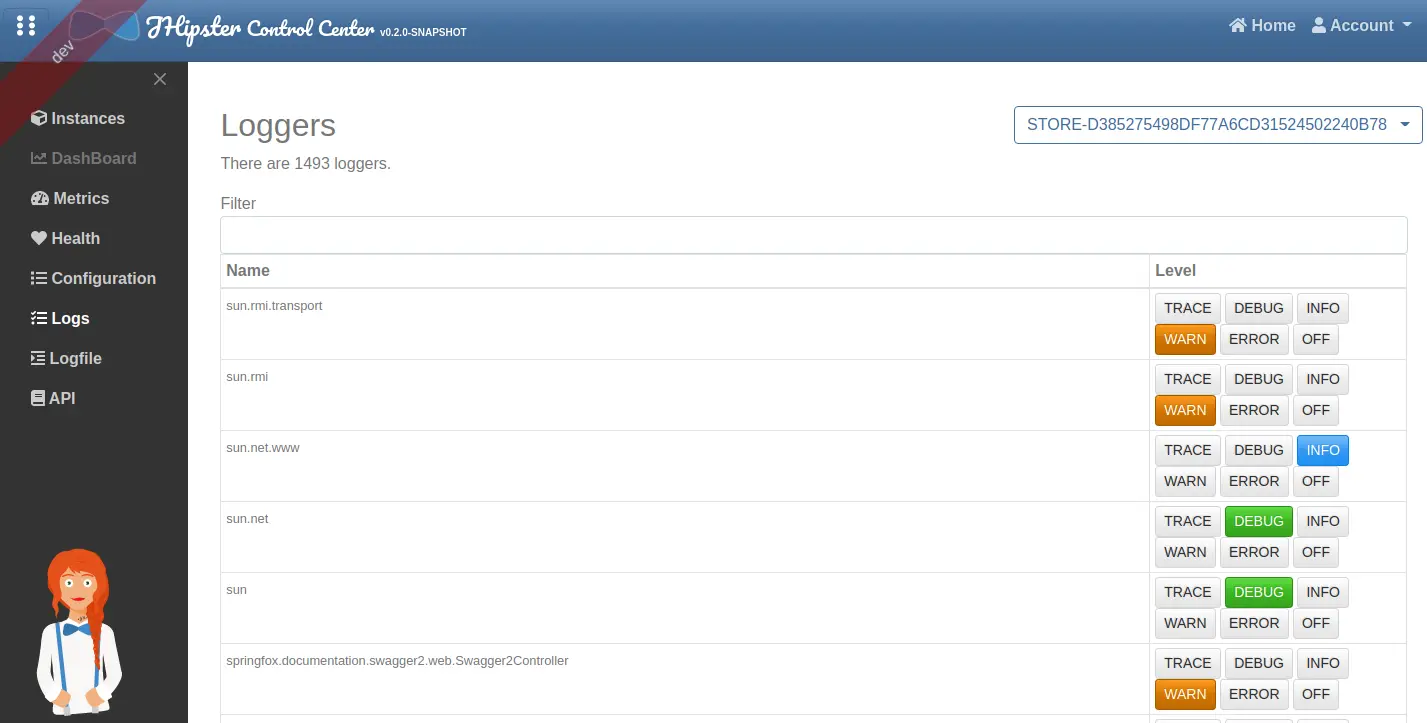 JHipster Control Center v0.2.0-SNAPSHOT
Home
Account
dev
Instances
DashBoard
Metrics
Health
Configuration
Logs
Logfile
API
Loggers
STORE-D385275498DF77A6CD31524502240B78
There are 1493 loggers.
Filter
Name Level
sun.rmi.transport TRACE DEBUG INFO
WARN ERROR OFF
sun.rmi TRACE DEBUG INFO
WARN ERROR OFF
sun.net.www TRACE DEBUG INFO
WARN ERROR OFF
sun.net TRACE DEBUG INFO
WARN ERROR OFF
sun TRACE DEBUG INFO
WARN ERROR OFF
springfox.documentation.swagger2.web.Swagger2Controller TRACE DEBUG INFO
WARN ERROR OFF